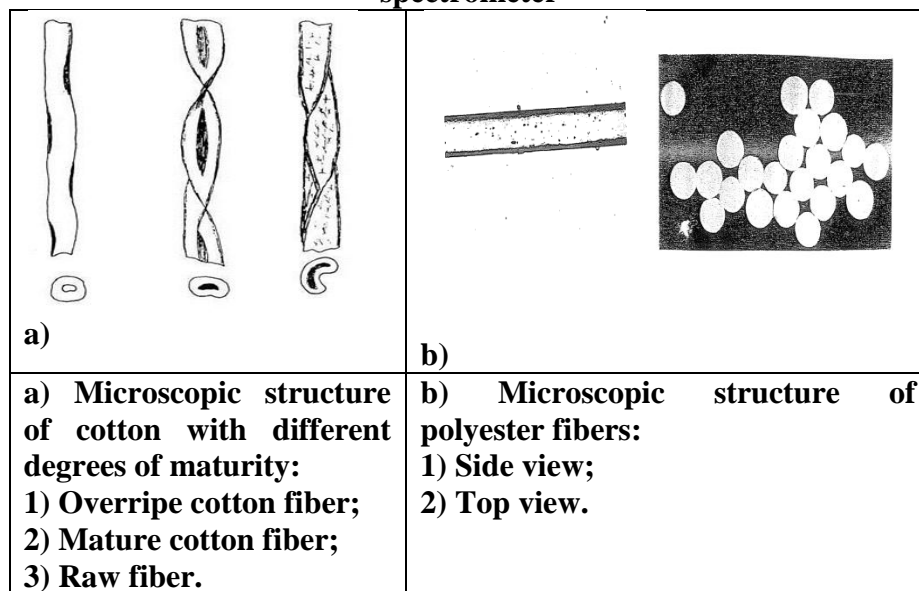 spectrometer
a)
b)
a) Microscopic structure
of cotton with different
degrees of maturity:
1) Overripe cotton fiber;
2) Mature cotton fiber;
3) Raw fiber.
b) Microscopic structure of
polyester fibers:
1) Side view;
2) Top view.